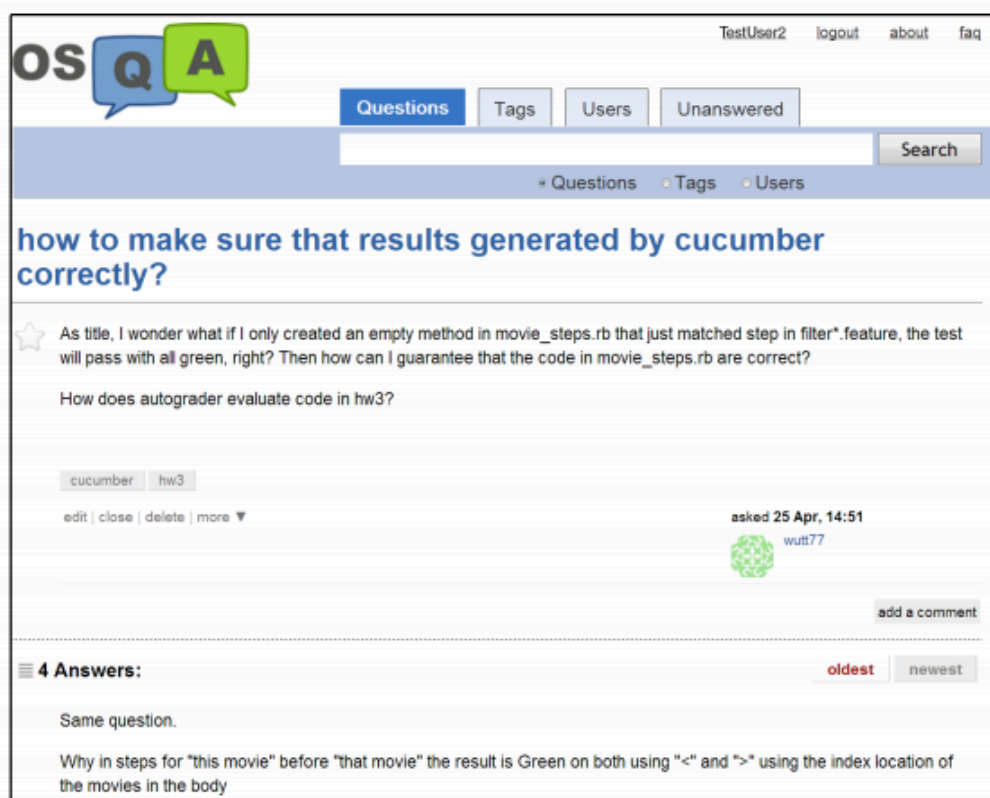 TestUser2 logout about faq
OS Q A
Questions Tags Users Unanswered
Search
Questions Tags Users
how to make sure that results generated by cucumber
correctly?
As title, I wonder what if I only created an empty method in movie_steps.rb that just matched step in filter*.feature, the test
will pass with all green, right? Then how can I guarantee that the code in movie_steps.rb are correct?
How does autograder evaluate code in hw3?
cucumber hw3
edit | close | delete | more ▼
asked 25 Apr, 14:51
wutt77
add a comment
4 Answers:
oldest newest
Same question.
Why in steps for "this movie" before "that movie" the result is Green on both using "<" and ">" using the index location of
the movies in the body